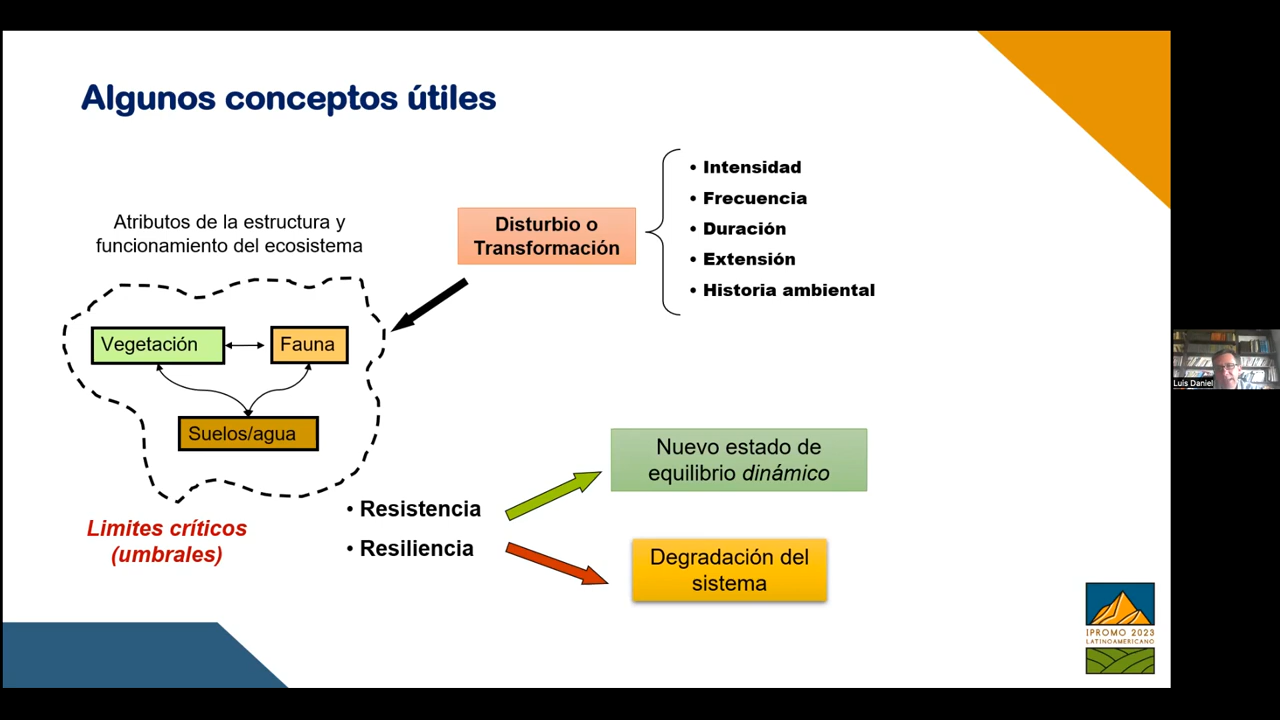 Algunos conceptos útiles
Atributos de la estructura y
funcionamiento del ecosistema
Disturbio o
Transformación
• Intensidad
• Frecuencia
• Duración
• Extensión
• Historia ambiental
Vegetación
Fauna
Suelos/agua
Limites críticos
(umbrales)
• Resistencia
• Resiliencia
Nuevo estado de
equilibrio dinámico
Degradación del
sistema
Luis Daniel
IPROMO 2023
LATINOAMERICANO